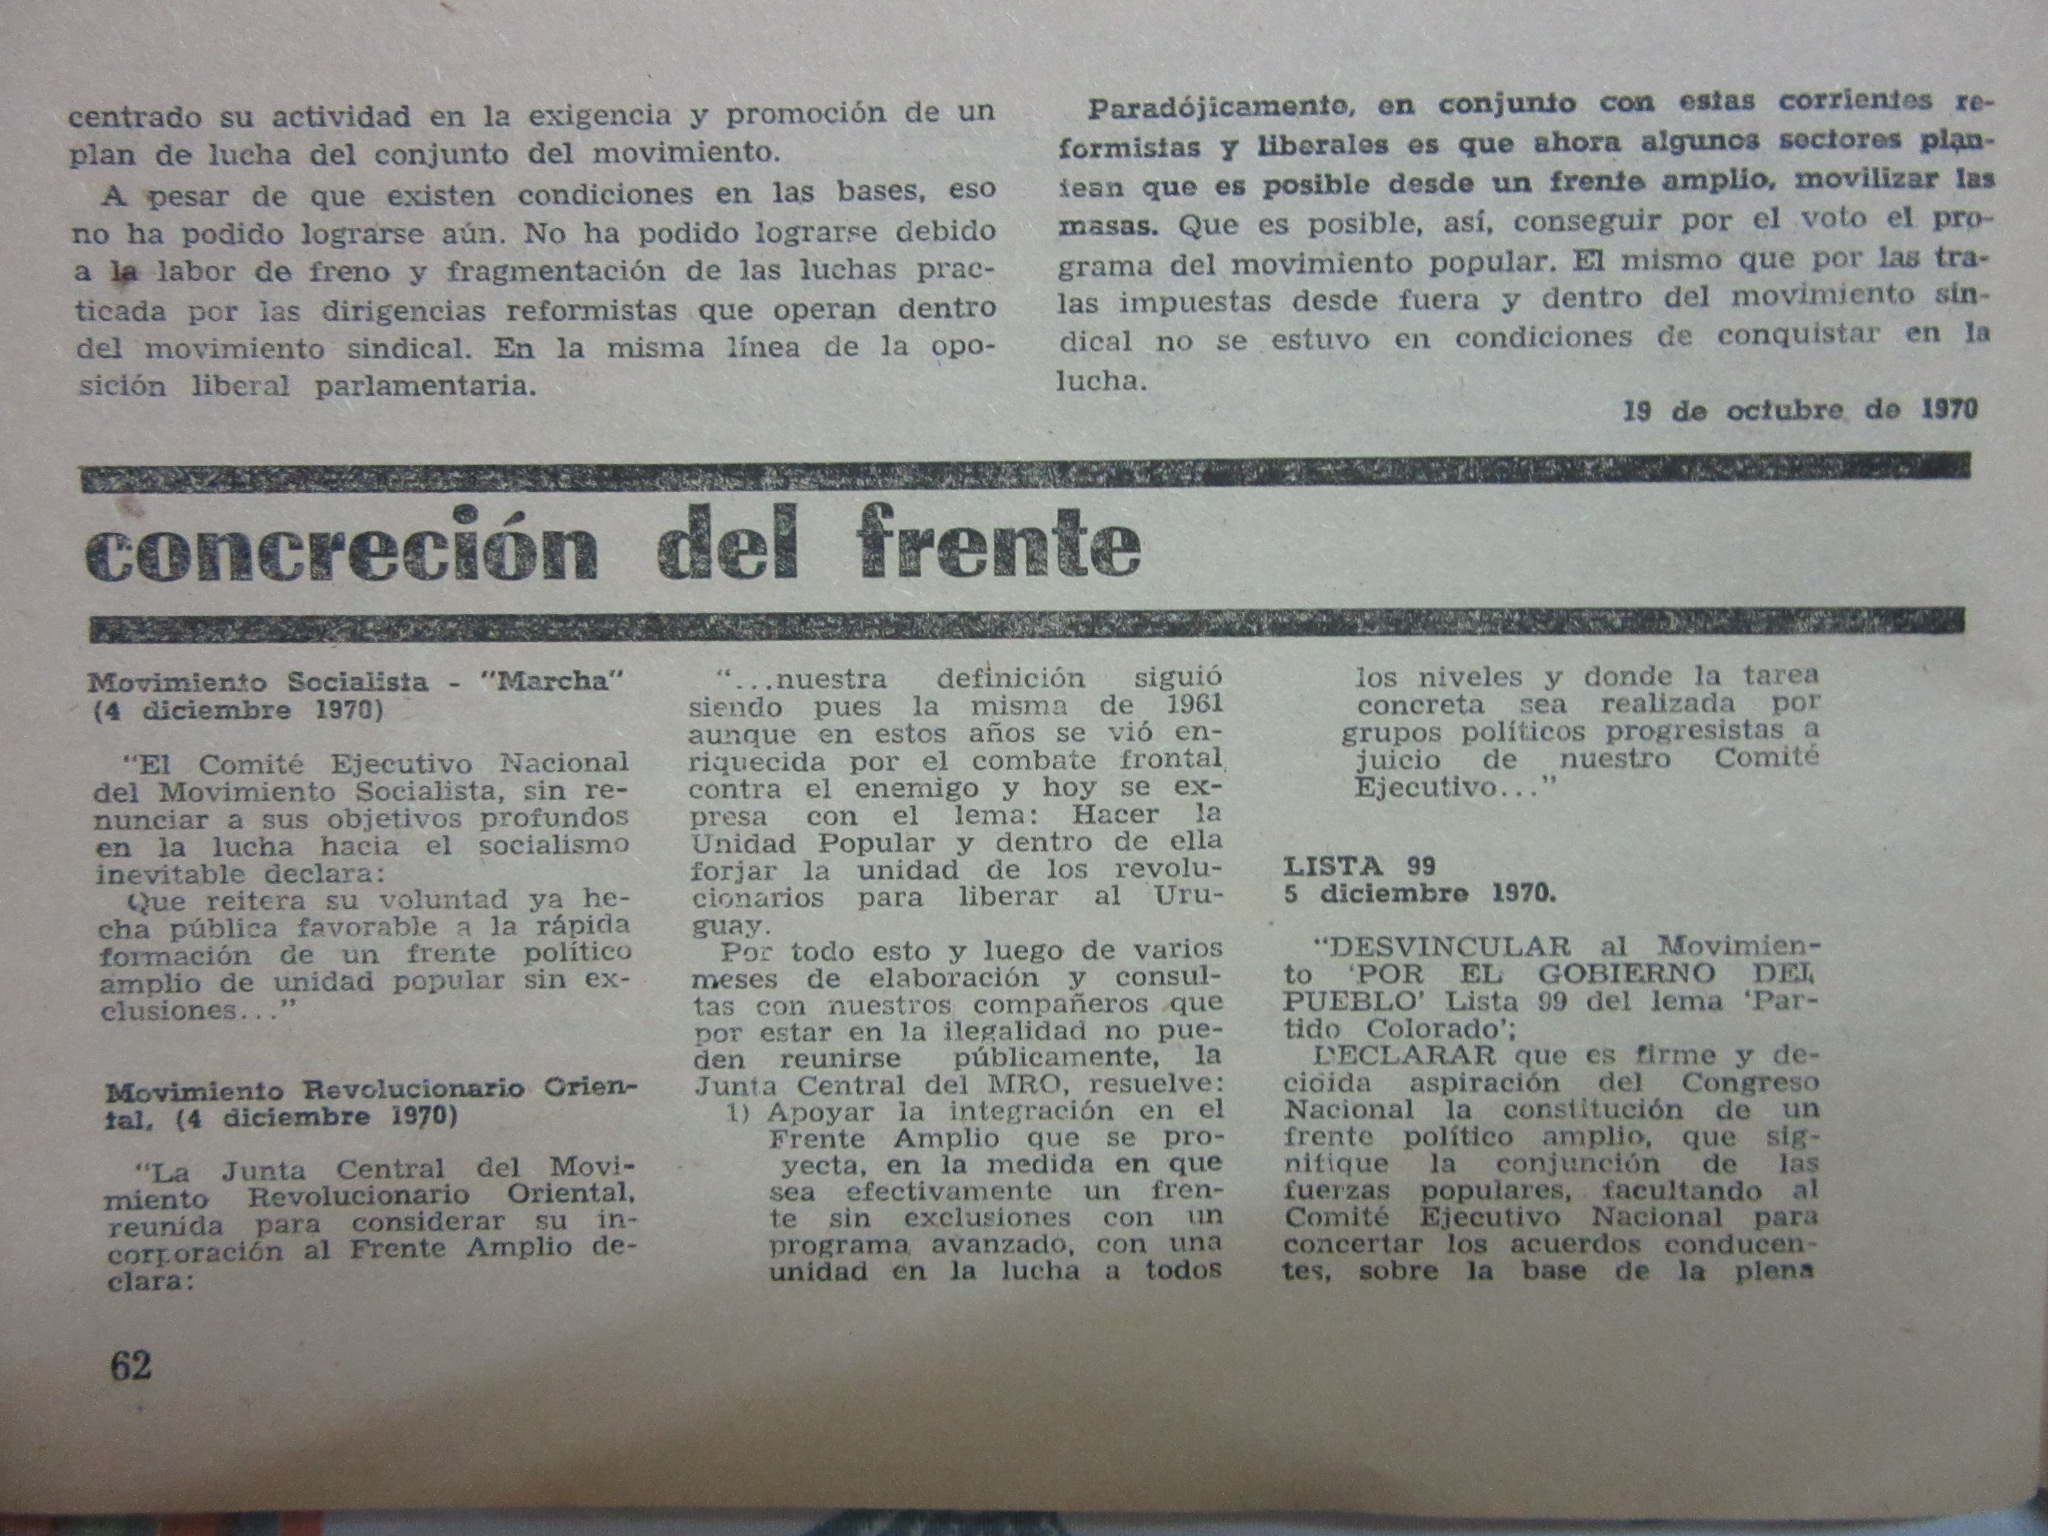 centrado su actividad en la exigencia y promoción de un
plan de lucha del conjunto del movimiento.
A pesar de que existen condiciones en las bases, eso
no ha podido lograrse aún. No ha podido lograrse debido
a la labor de freno y fragmentación de las luchas prac-
ticada por las dirigencias reformistas que operan dentro
del movimiento sindical. En la misma línea de la opo-
sición liberal parlamentaria.
Paradójicamente, en conjunto con estas corrientes re-
formistas y liberales es que ahora algunos sectores plan-
tean que es posible desde un frente amplio, movilizar las
masas. Que es posible, así, conseguir por el voto el pro-
grama del movimiento popular. El mismo que por las tra-
las impuestas desde fuera y dentro del movimiento sin-
dical no se estuvo en condiciones de conquistar en la
lucha.
19 de octubre de 1970
concreción del frente
Movimiento Socialista - "Marcha"
(4 diciembre 1970)
"El Comité Ejecutivo Nacional
del Movimiento Socialista, sin re-
nunciar a sus objetivos profundos
en la lucha hacia el socialismo
inevitable declara:
Que reitera su voluntad ya he-
cha pública favorable a la rápida
formación de un frente político
amplio de unidad popular sin ex-
clusiones..."
Movimiento Revolucionario Orien-
tal, (4 diciembre 1970)
"La Junta Central del Movi-
miento Revolucionario Oriental,
reunida para considerar su in-
corporación al Frente Amplio de-
clara:
"...nuestra definición siguió
siendo pues la misma de 1961
aunque en estos años se vió en-
riquecida por el combate frontal
contra el enemigo y hoy se ex-
presa con el lema: Hacer la
Unidad Popular y dentro de ella
forjar la unidad de los revolu-
cionarios para liberar al Uru-
guay.
Por todo esto y luego de varios
meses de elaboración y consul-
tas con nuestros compañeros que
por estar en la ilegalidad no pue-
den reunirse públicamente, la
Junta Central del MRO, resuelve:
1) Apoyar la integración en el
Frente Amplio que se pro-
yecta, en la medida en que
sea efectivamente un fren-
te sin exclusiones con un
programa avanzado, con una
unidad en la lucha a todos
los niveles y donde la tarea
concreta sea realizada por
grupos políticos progresistas a
juicio de nuestro Comité
Ejecutivo..."
LISTA 99
5 diciembre 1970.
"DESVINCULAR al Movimien-
to 'POR EL GOBIERNO DEL
PUEBLO' Lista 99 del lema 'Par-
tido Colorado';
DECLARAR que es firme y de-
cidida aspiración del Congreso
Nacional la constitución de un
frente político amplio, que sig-
nifique la conjunción de las
fuerzas populares, facultando al
Comité Ejecutivo Nacional para
concertar los acuerdos conducen-
tes, sobre la base de la plena
62